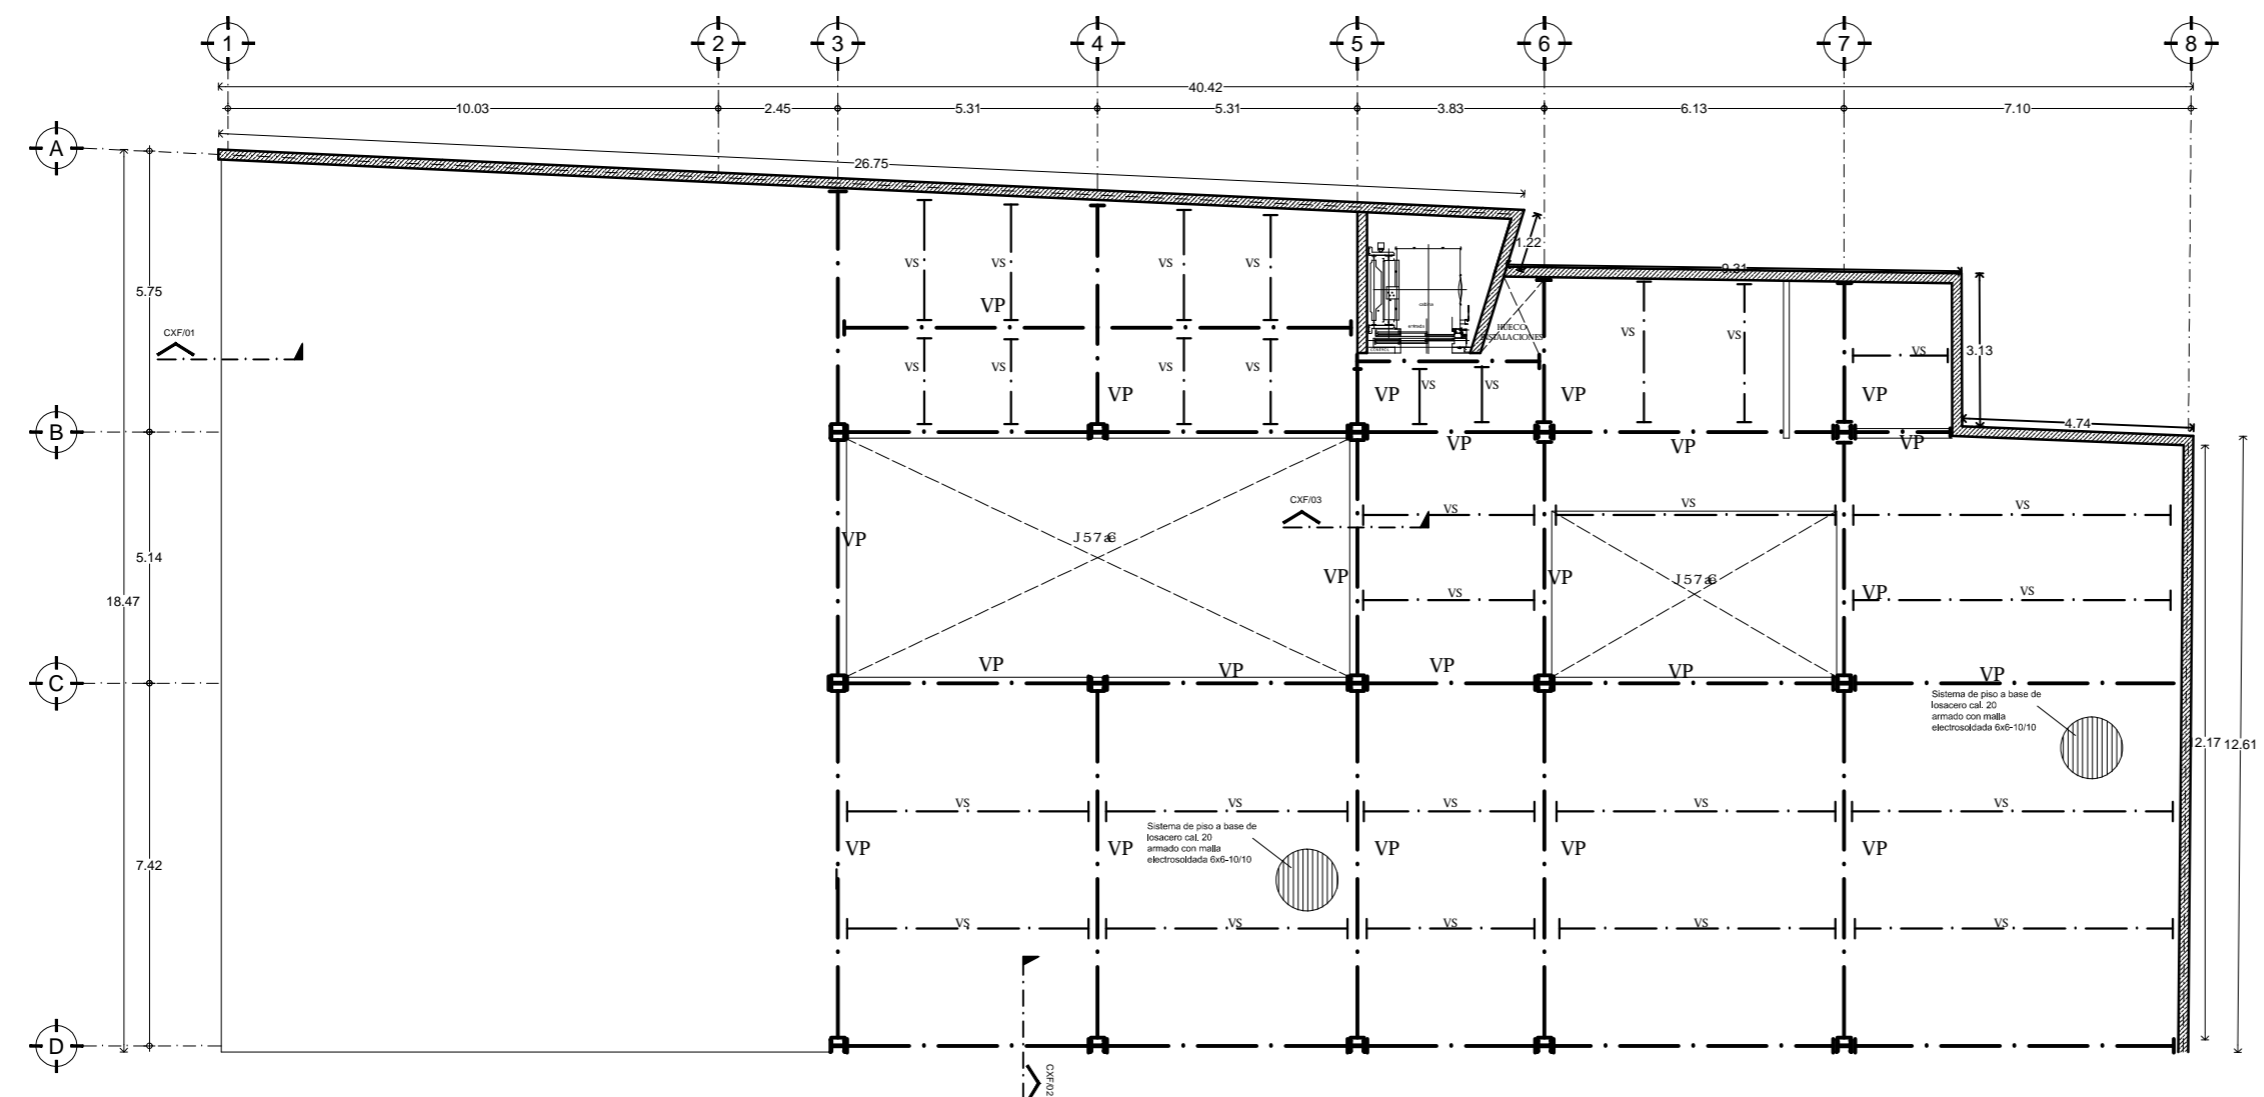 1 2 3 4 5 6 7 8
40.42
10.03 2.45 5.31 5.31 3.83 6.13 7.10
A
26.75
1.22
9.31
5.75
VS VS VS VS
VP
CXF/01
HUECO
VS VS
VS
3.13
VS VS VS VS
VP VP VS VS VP VP
B
4.74
VP VP VP
CXF/03
VS VS VS
VP
5.14
VP VP VP
VS VS
18.47
VP VP VP VP VP
C
Sistema de piso a base de
losacero cal. 20
armado con malla
electrosoldada 6x6-10/10
2.17 12.61
VS VS VS VS VS
Sistema de piso a base de
losacero cal. 20
armado con malla
electrosoldada 6x6-10/10
VP VP VP VP VP
7.42
VS VS VS VS VS
D
CXF/02